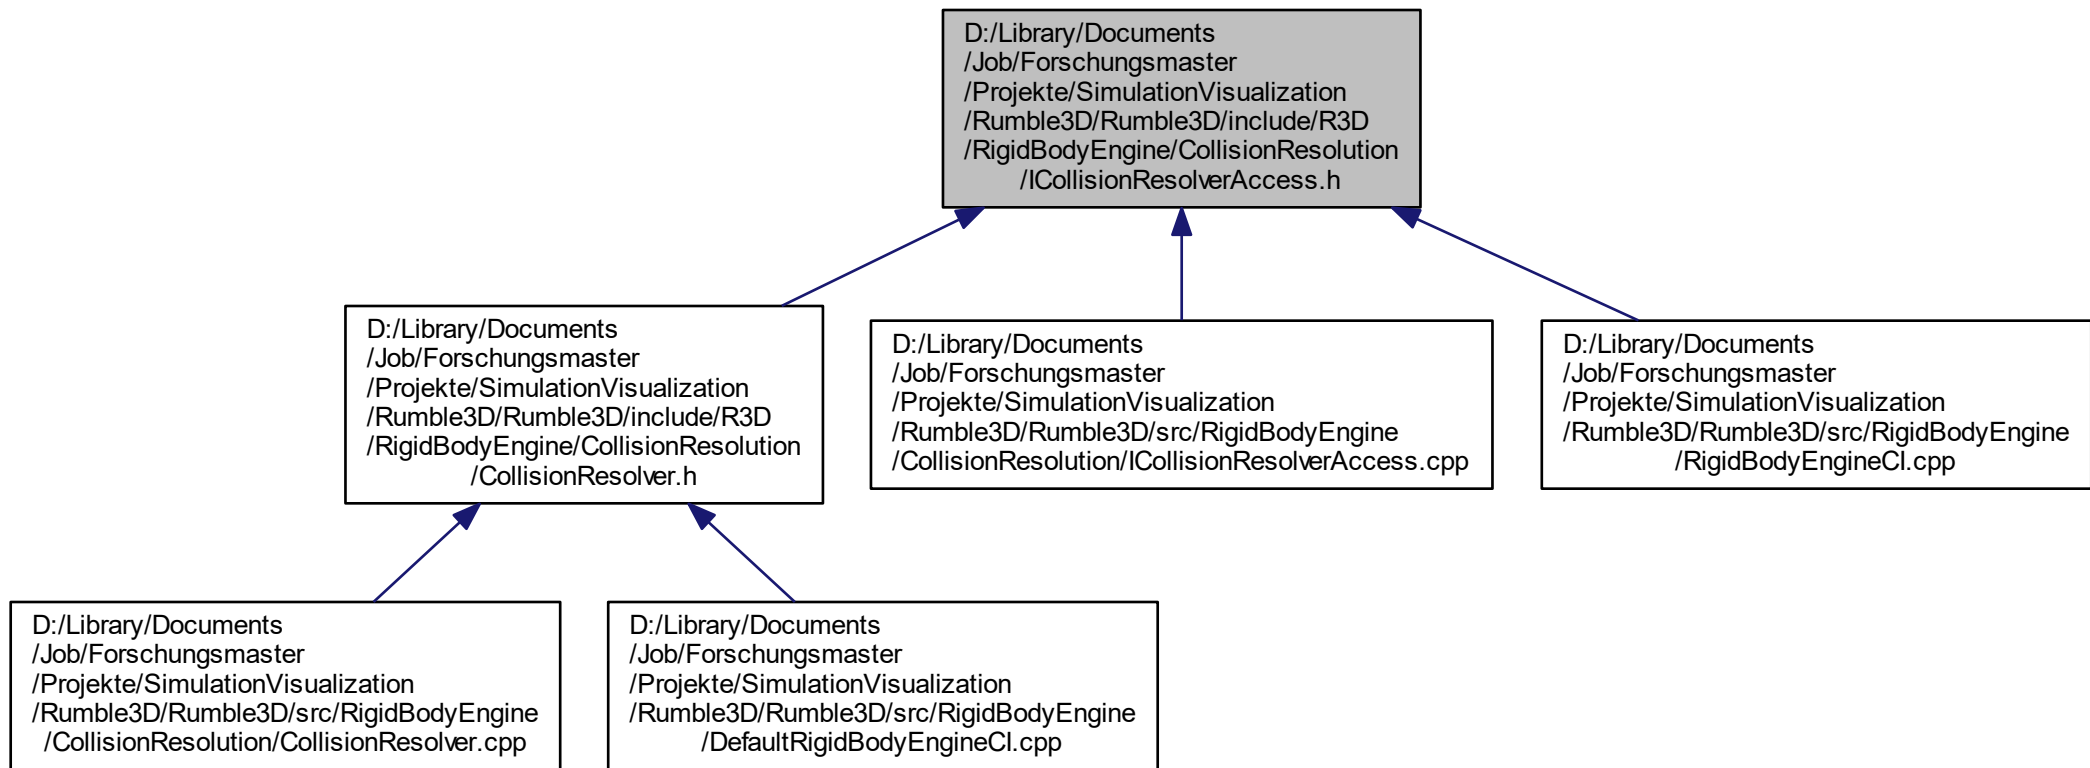 D:/Library/Documents
/Job/Forschungsmaster
/Projekte/SimulationVisualization
/Rumble3D/Rumble3D/include/R3D
/RigidBodyEngine/CollisionResolution
/ICollisionResolverAccess.h
D:/Library/Documents
/Job/Forschungsmaster
/Projekte/SimulationVisualization
/Rumble3D/Rumble3D/include/R3D
/RigidBodyEngine/CollisionResolution
/CollisionResolver.h
D:/Library/Documents
/Job/Forschungsmaster
/Projekte/SimulationVisualization
/Rumble3D/Rumble3D/src/RigidBodyEngine
/CollisionResolution/ICollisionResolverAccess.cpp
D:/Library/Documents
/Job/Forschungsmaster
/Projekte/SimulationVisualization
/Rumble3D/Rumble3D/src/RigidBodyEngine
/RigidBodyEngineCI.cpp
D:/Library/Documents
/Job/Forschungsmaster
/Projekte/SimulationVisualization
/Rumble3D/Rumble3D/src/RigidBodyEngine
/CollisionResolution/CollisionResolver.cpp
D:/Library/Documents
/Job/Forschungsmaster
/Projekte/SimulationVisualization
/Rumble3D/Rumble3D/src/RigidBodyEngine
/DefaultRigidBodyEngineCI.cpp